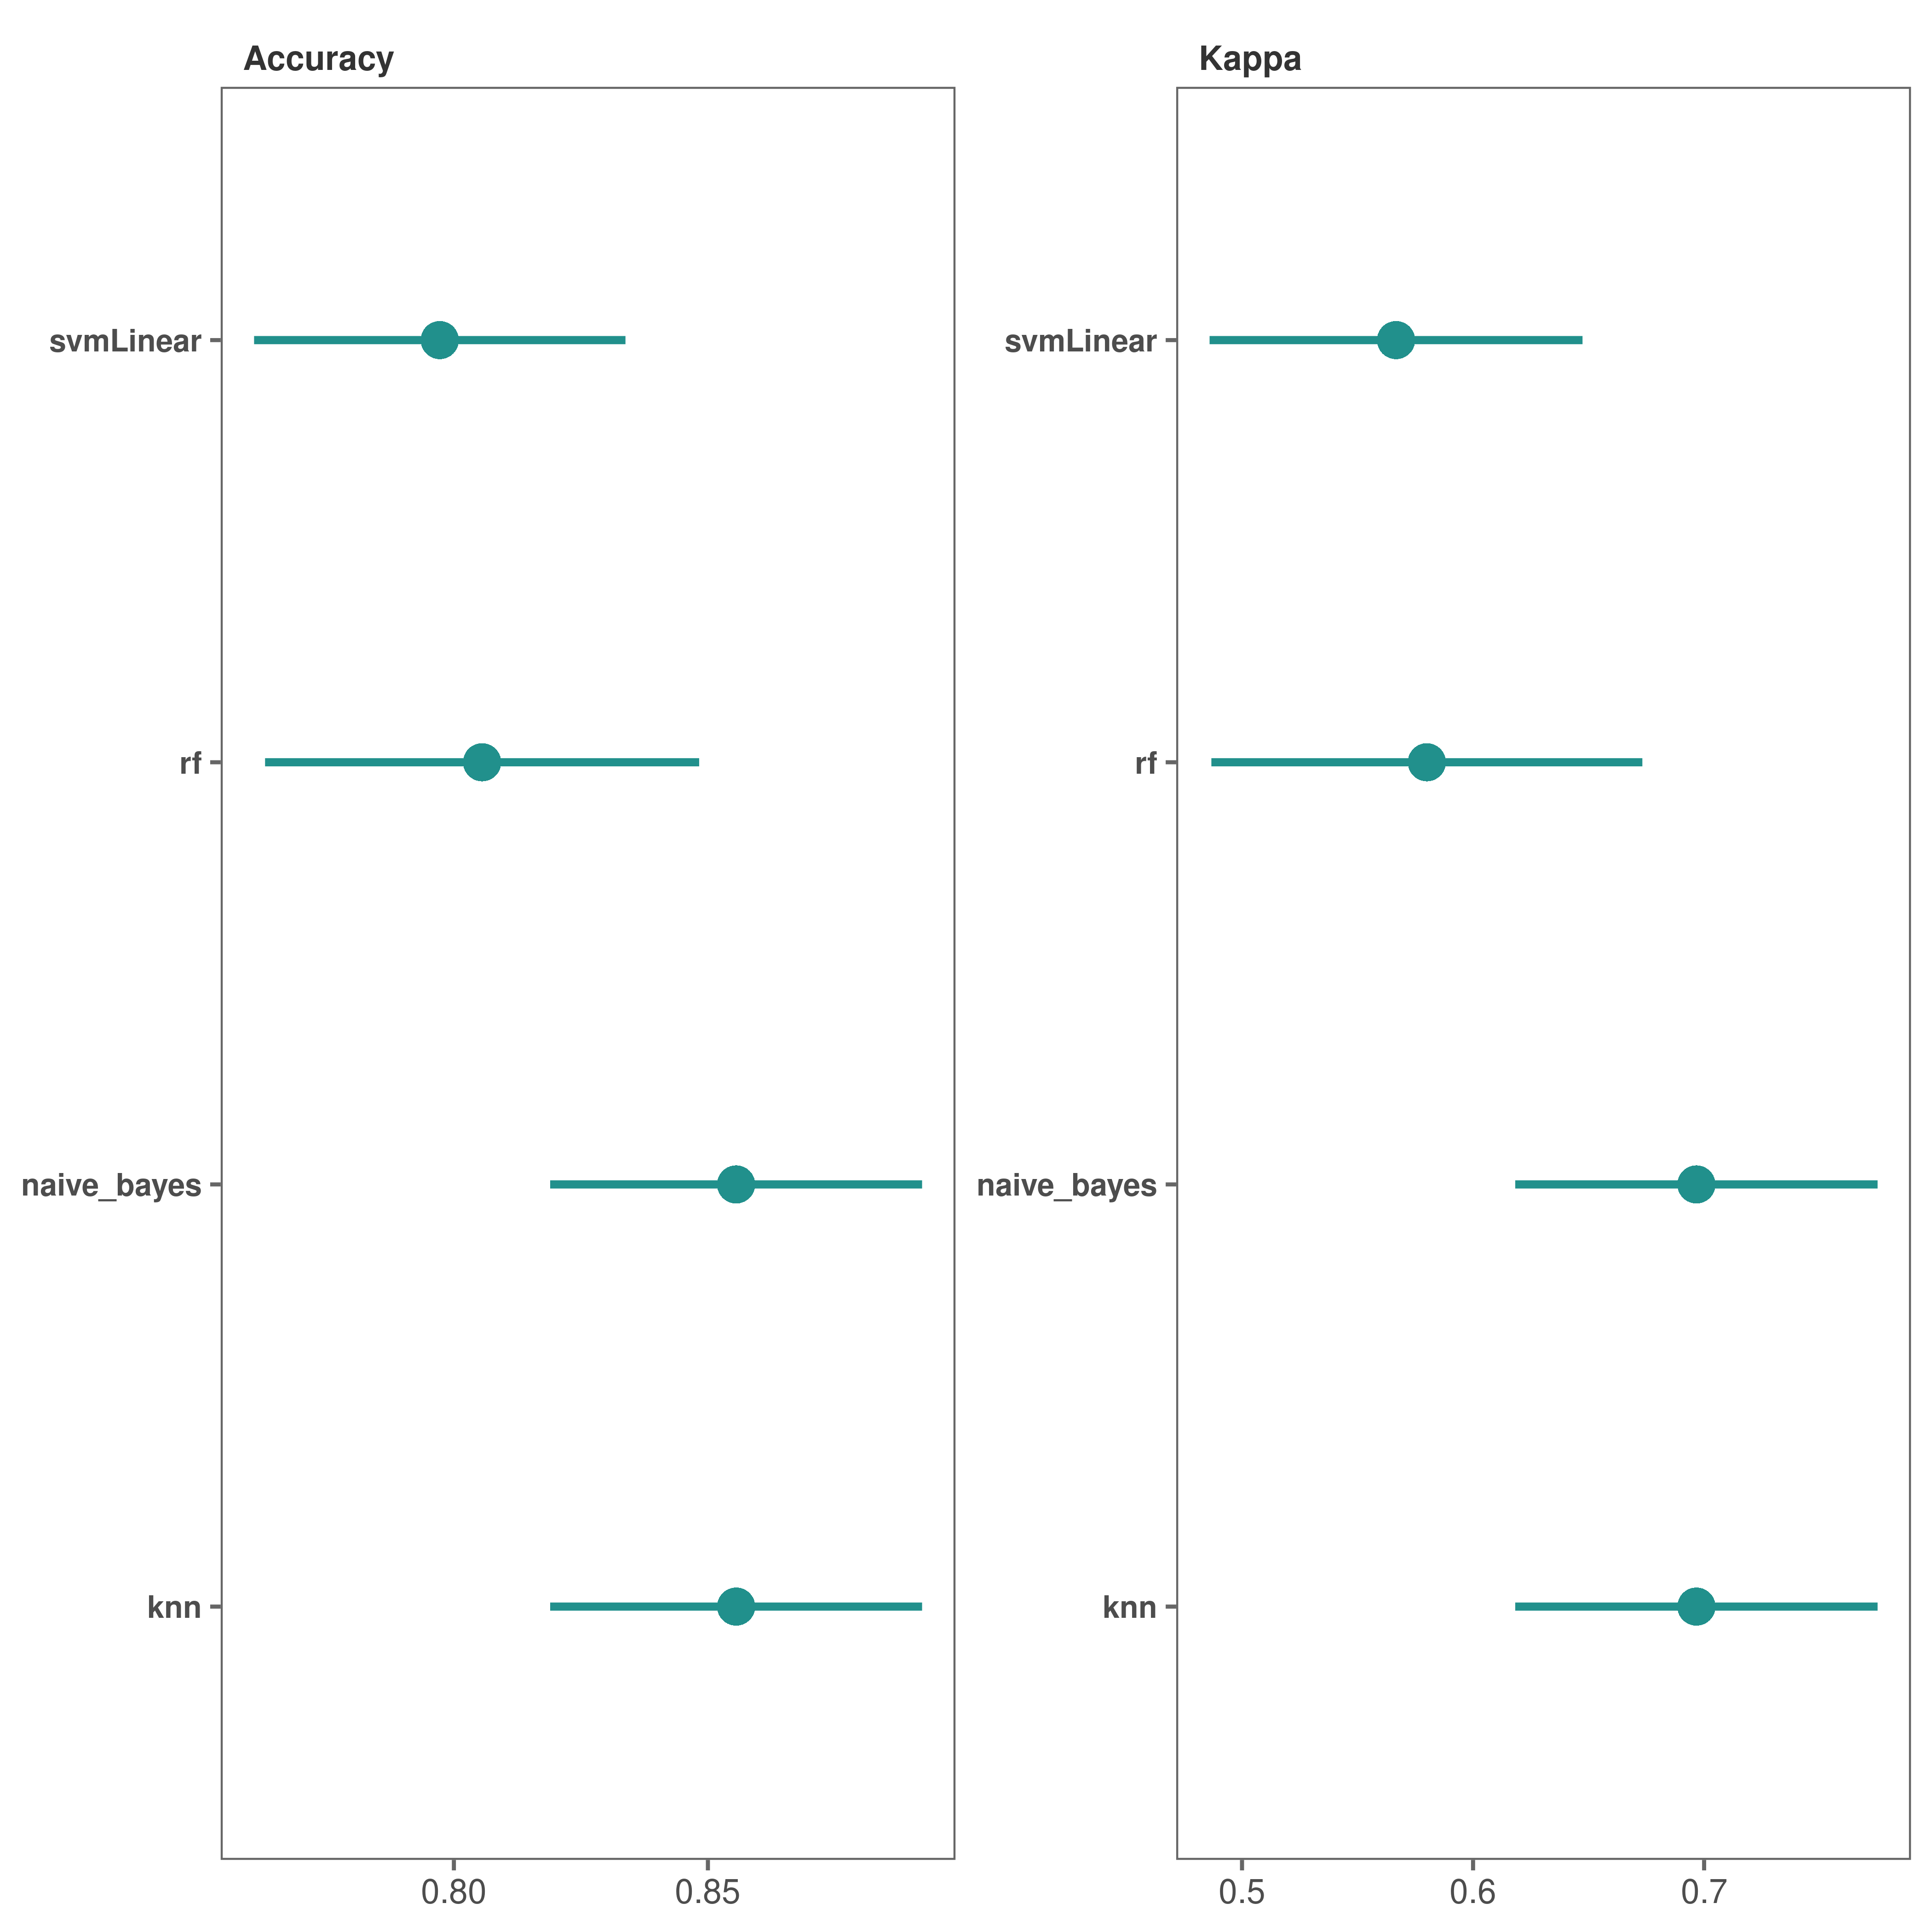 Accuracy
svmLinear
rf
naive_bayes
knn
0.80 0.85
Kappa
svmLinear
rf
naive_bayes
knn
0.5 0.6 0.7